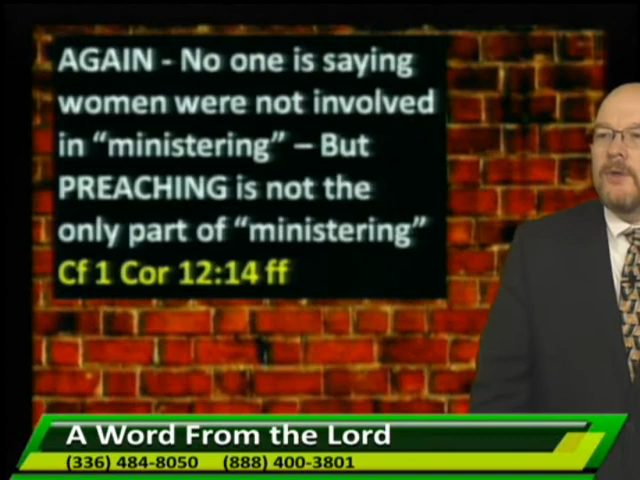 AGAIN - No one is saying
women were not involved
in “ministering” – But
PREACHING is not the
only part of “ministering”
Cf 1 Cor 12:14 ff
A Word From the Lord
(336) 484-8050 (888) 400-3801